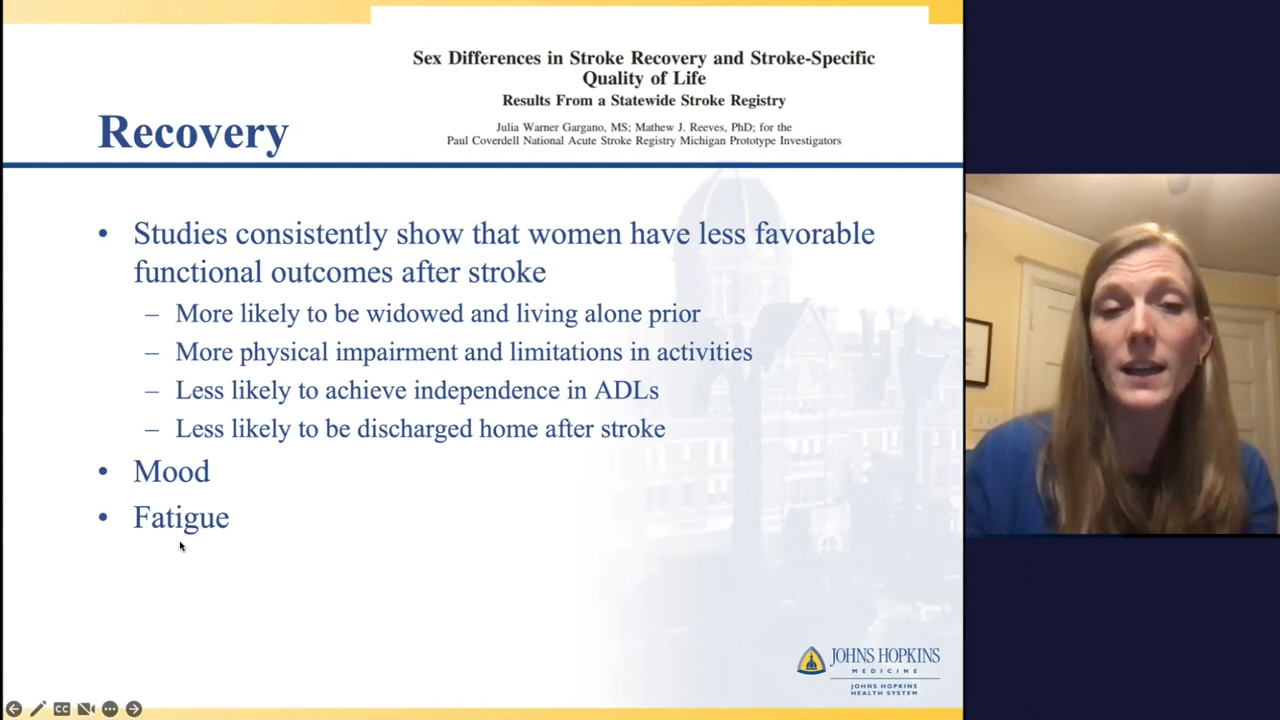 Sex Differences in Stroke Recovery and Stroke-Specific
Quality of Life
Results From a Statewide Stroke Registry
Julia Warner Gargano, MS; Mathew J. Reeves, PhD; for the
Paul Coverdell National Acute Stroke Registry Michigan Prototype Investigators
Recovery
• Studies consistently show that women have less favorable
functional outcomes after stroke
– More likely to be widowed and living alone prior
– More physical impairment and limitations in activities
– Less likely to achieve independence in ADLs
– Less likely to be discharged home after stroke
• Mood
• Fatigue
JOHNS HOPKINS
MEDICINE
JOHNS HOPKINS
HEALTH SYSTEM
CC